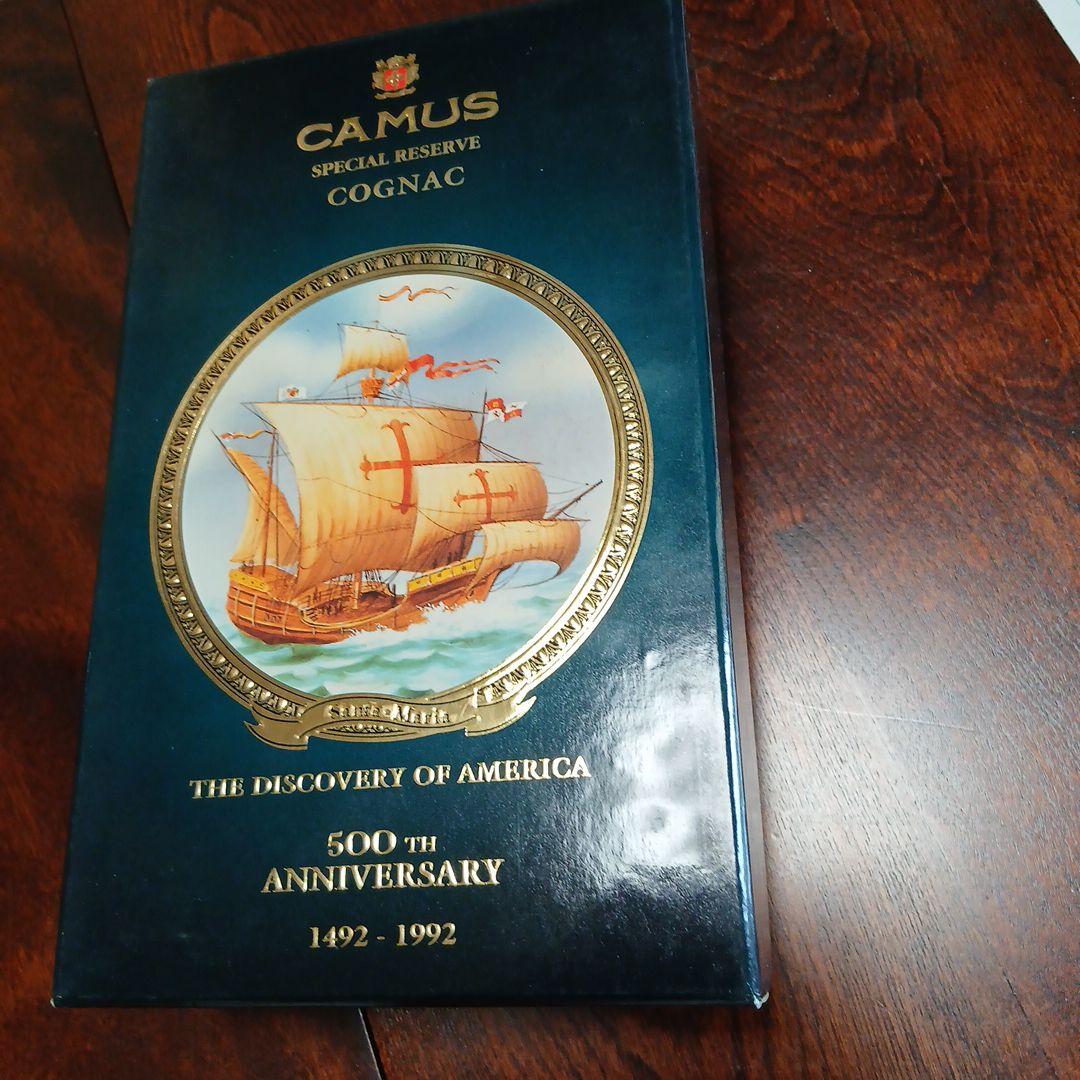 CAMUS
SPECIAL RESERVE
COGNAC
Santa-Maria
THE DISCOVERY OF AMERICA
500 TH
ANNIVERSARY
1492 - 1992